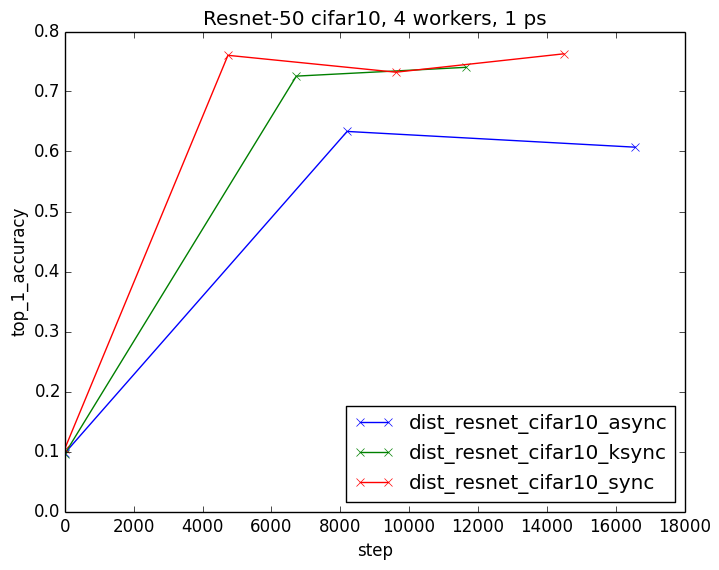 Resnet-50 cifar10, 4 workers, 1 ps
top_1_accuracy
0.8
0.7
0.6
0.5
0.4
0.3
0.2
0.1
0.0
0 2000 4000 6000 8000 10000 12000 14000 16000 18000
step
dist_resnet_cifar10_async
dist_resnet_cifar10_ksync
dist_resnet_cifar10_sync